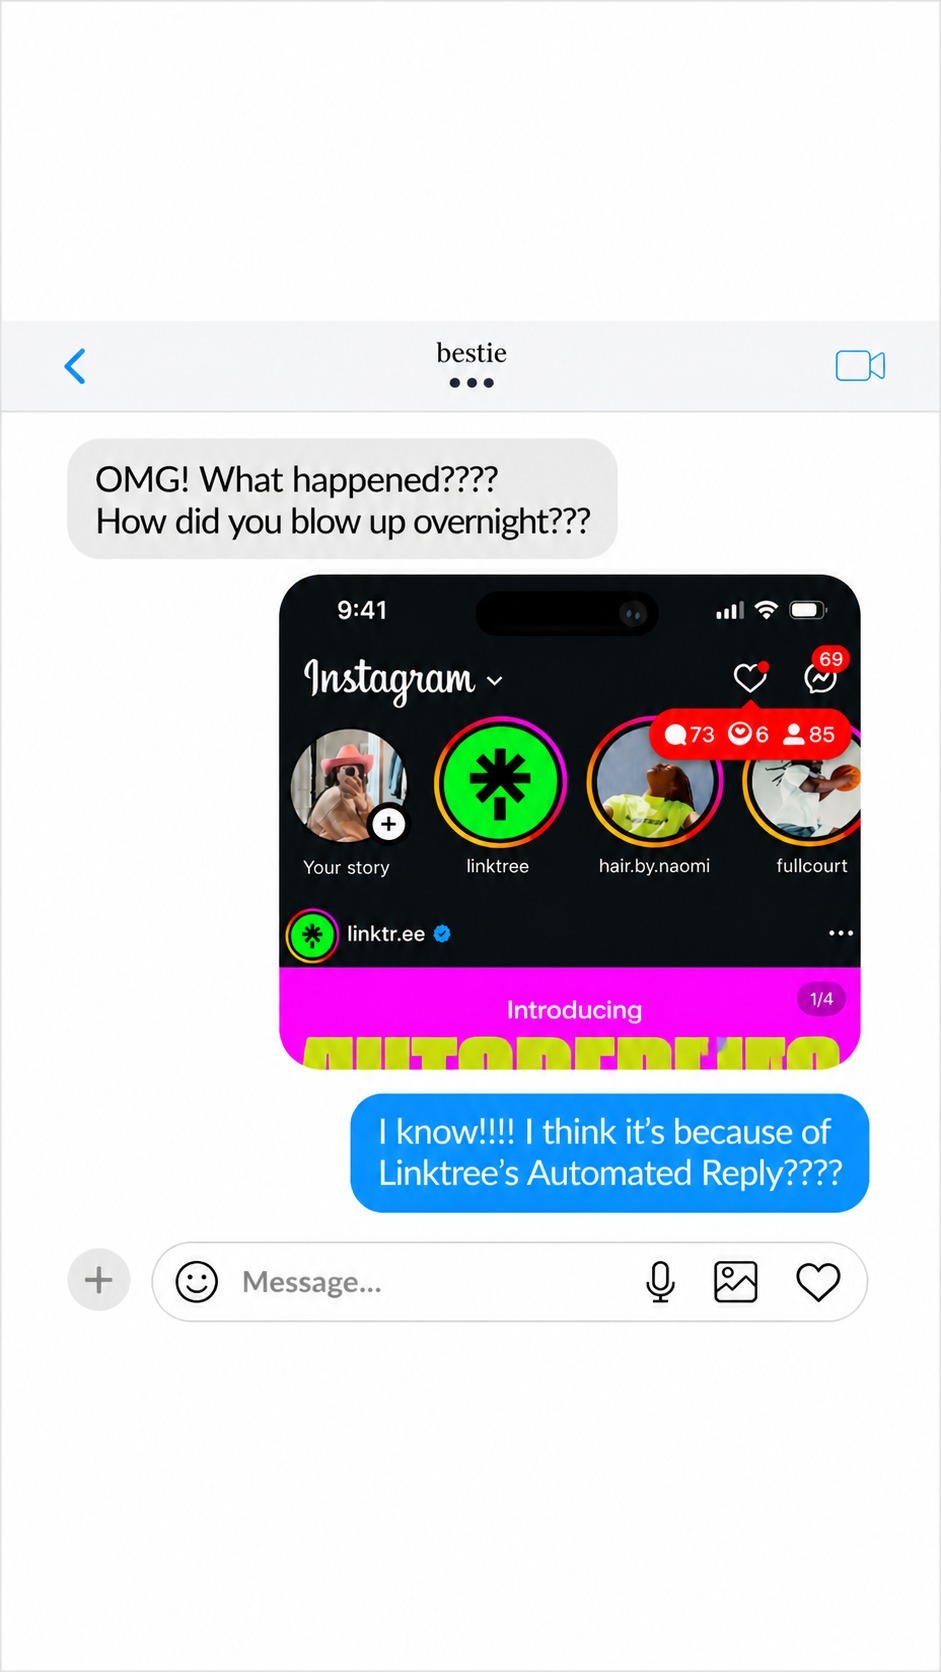 bestie
OMG! What happened????
How did you blow up overnight???
9:41
Instagram
69
73 6 85
Your story
linktree
hair.by.naomi
fullcourt
linktr.ee
1/4
Introducing
I know!!!! I think it’s because of
Linktree’s Automated Reply????
Message...